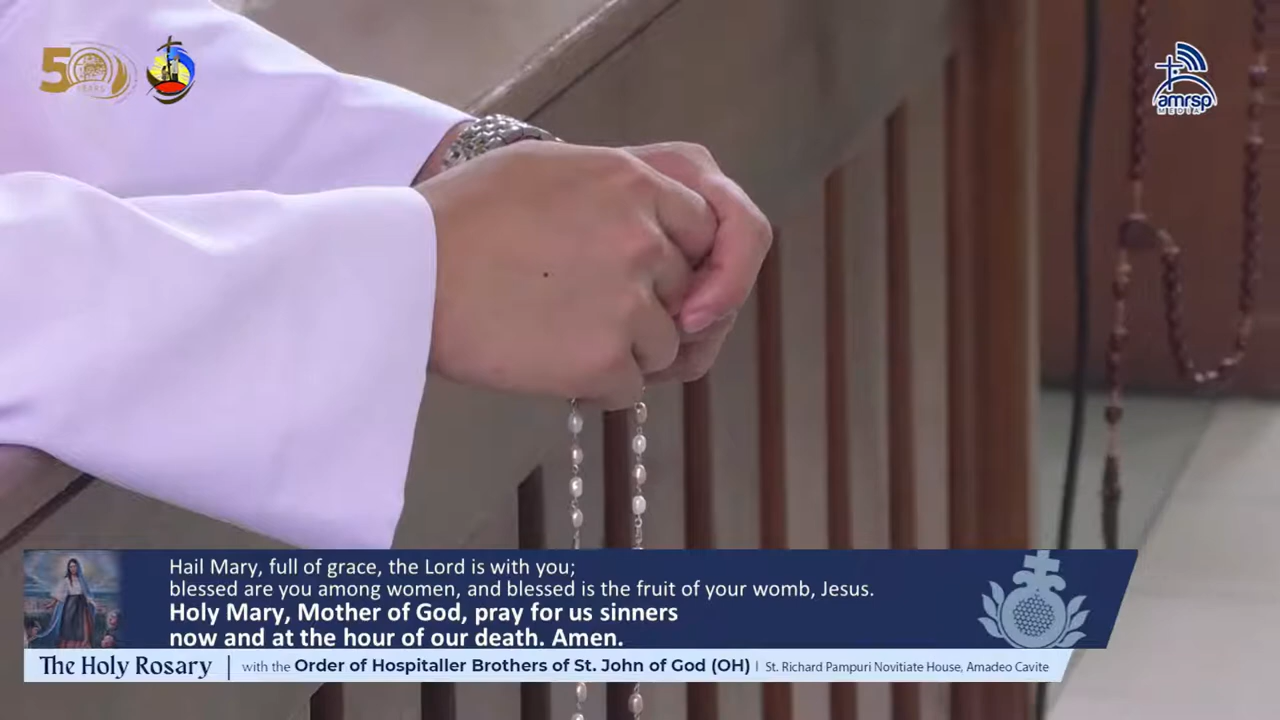 50
YEARS
amrsp
MEDIA
Hail Mary, full of grace, the Lord is with you;
blessed are you among women, and blessed is the fruit of your womb, Jesus.
Holy Mary, Mother of God, pray for us sinners
now and at the hour of our death. Amen.
The Holy Rosary | with the Order of Hospitaller Brothers of St. John of God (OH) | St. Richard Pampuri Novitiate House, Amadeo Cavite